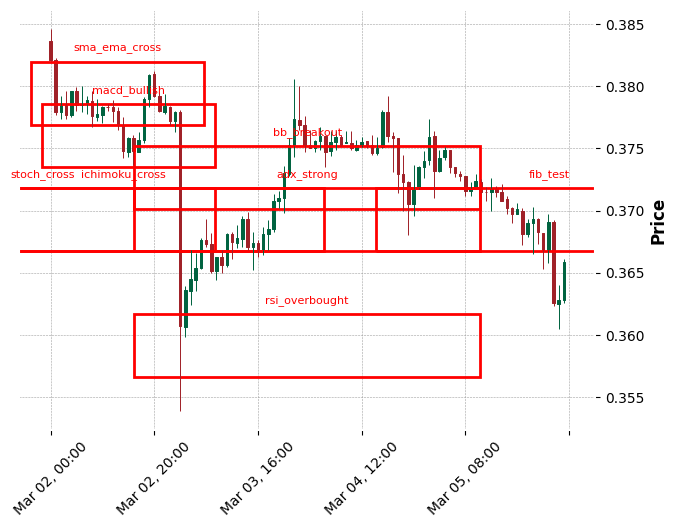 sma_ema_cross
macd_bullish
bb_breakout
stoch_cross
ichimoku_cross
adx_strong
fib_test
rsi_overbought
0.385
0.380
0.375
0.370
0.365
0.360
0.355
Price
Mar 02, 00:00
Mar 02, 20:00
Mar 03, 16:00
Mar 04, 12:00
Mar 05, 08:00